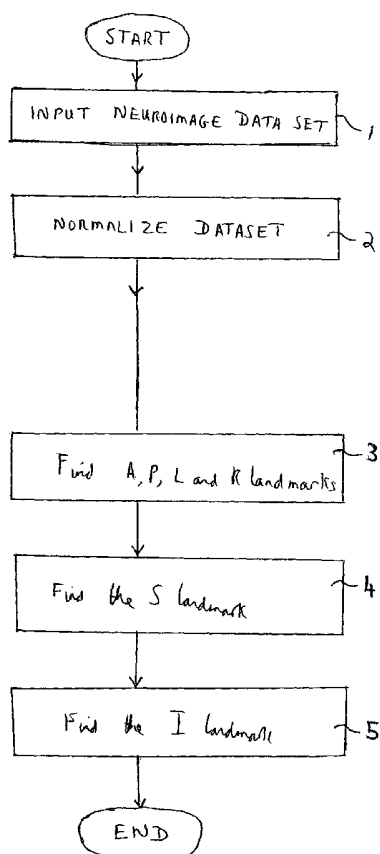 START
INPUT NEUROIMAGE DATA SET
1
NORMALIZE DATASET
2
Find A, P, L and R landmarks
3
Find the S landmark
4
Find the I landmark
5
END